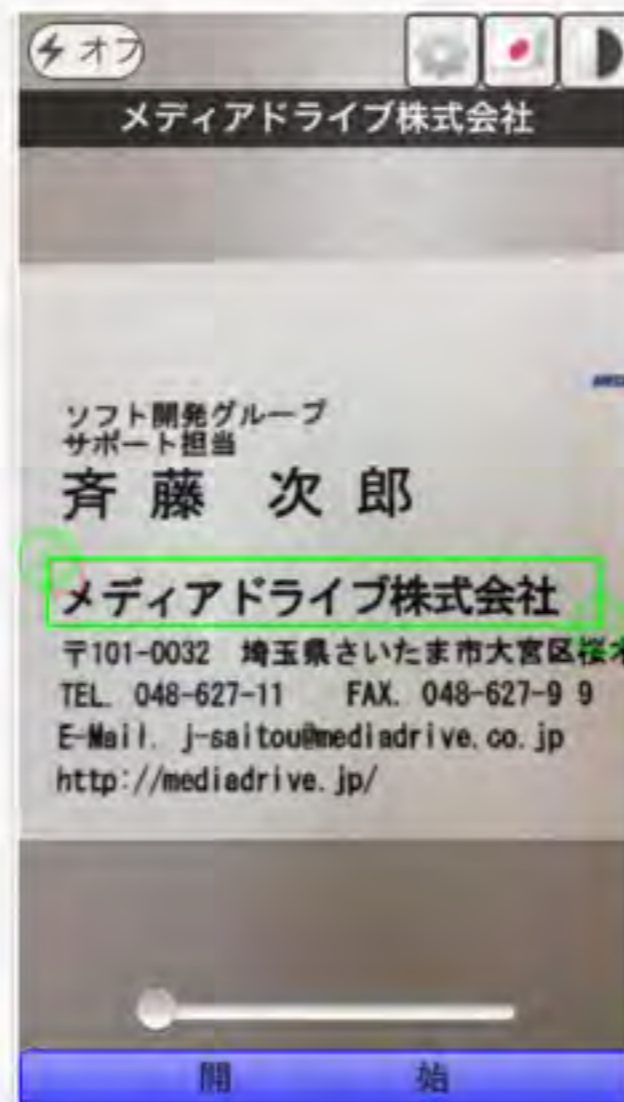 オフ
メディアドライブ株式会社
ソフト開発グループ
サポート担当
斉藤 次郎
メディアドライブ株式会社
〒101-0032 埼玉県さいたま市大宮区桜木
TEL. 048-627-11 FAX. 048-627-9 9
E-Mail. j-saitou@mediadrive.co.jp
http://mediadrive.jp/
開 始